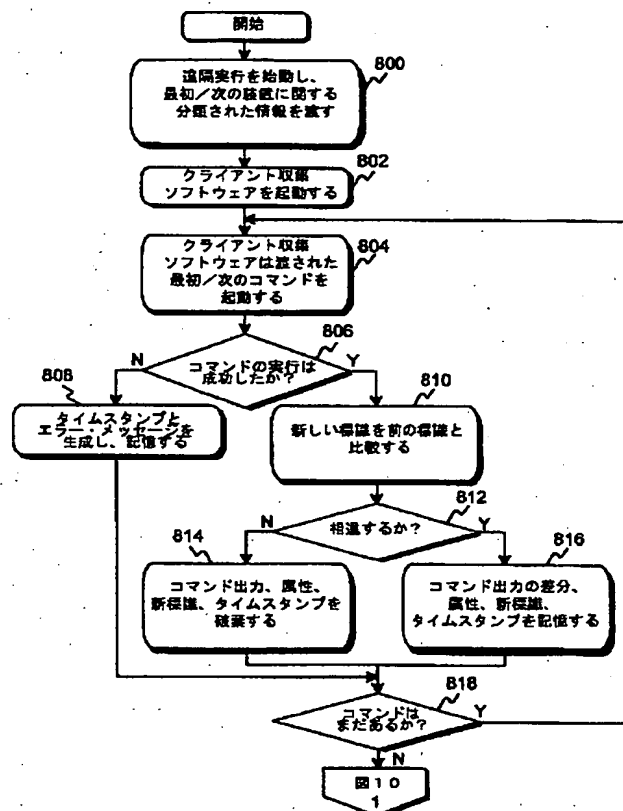 開始
800
遠隔実行を始動し、
最初／次の装置に関する
分類された情報を渡す
802
クライアント収集
ソフトウェアを起動する
804
クライアント収集
ソフトウェアは渡された
最初／次のコマンドを
起動する
806
コマンドの実行は
成功したか？
N
Y
808
タイムスタンプと
エラー・メッセージを
生成し、記憶する
810
新しい標識を前の標識と
比較する
812
相違するか？
N
Y
814
コマンド出力、属性、
新標識、タイムスタンプを
破棄する
816
コマンド出力の差分、
属性、新標識、
タイムスタンプを記憶する
818
コマンドは
まだあるか？
Y
N
図１０
1